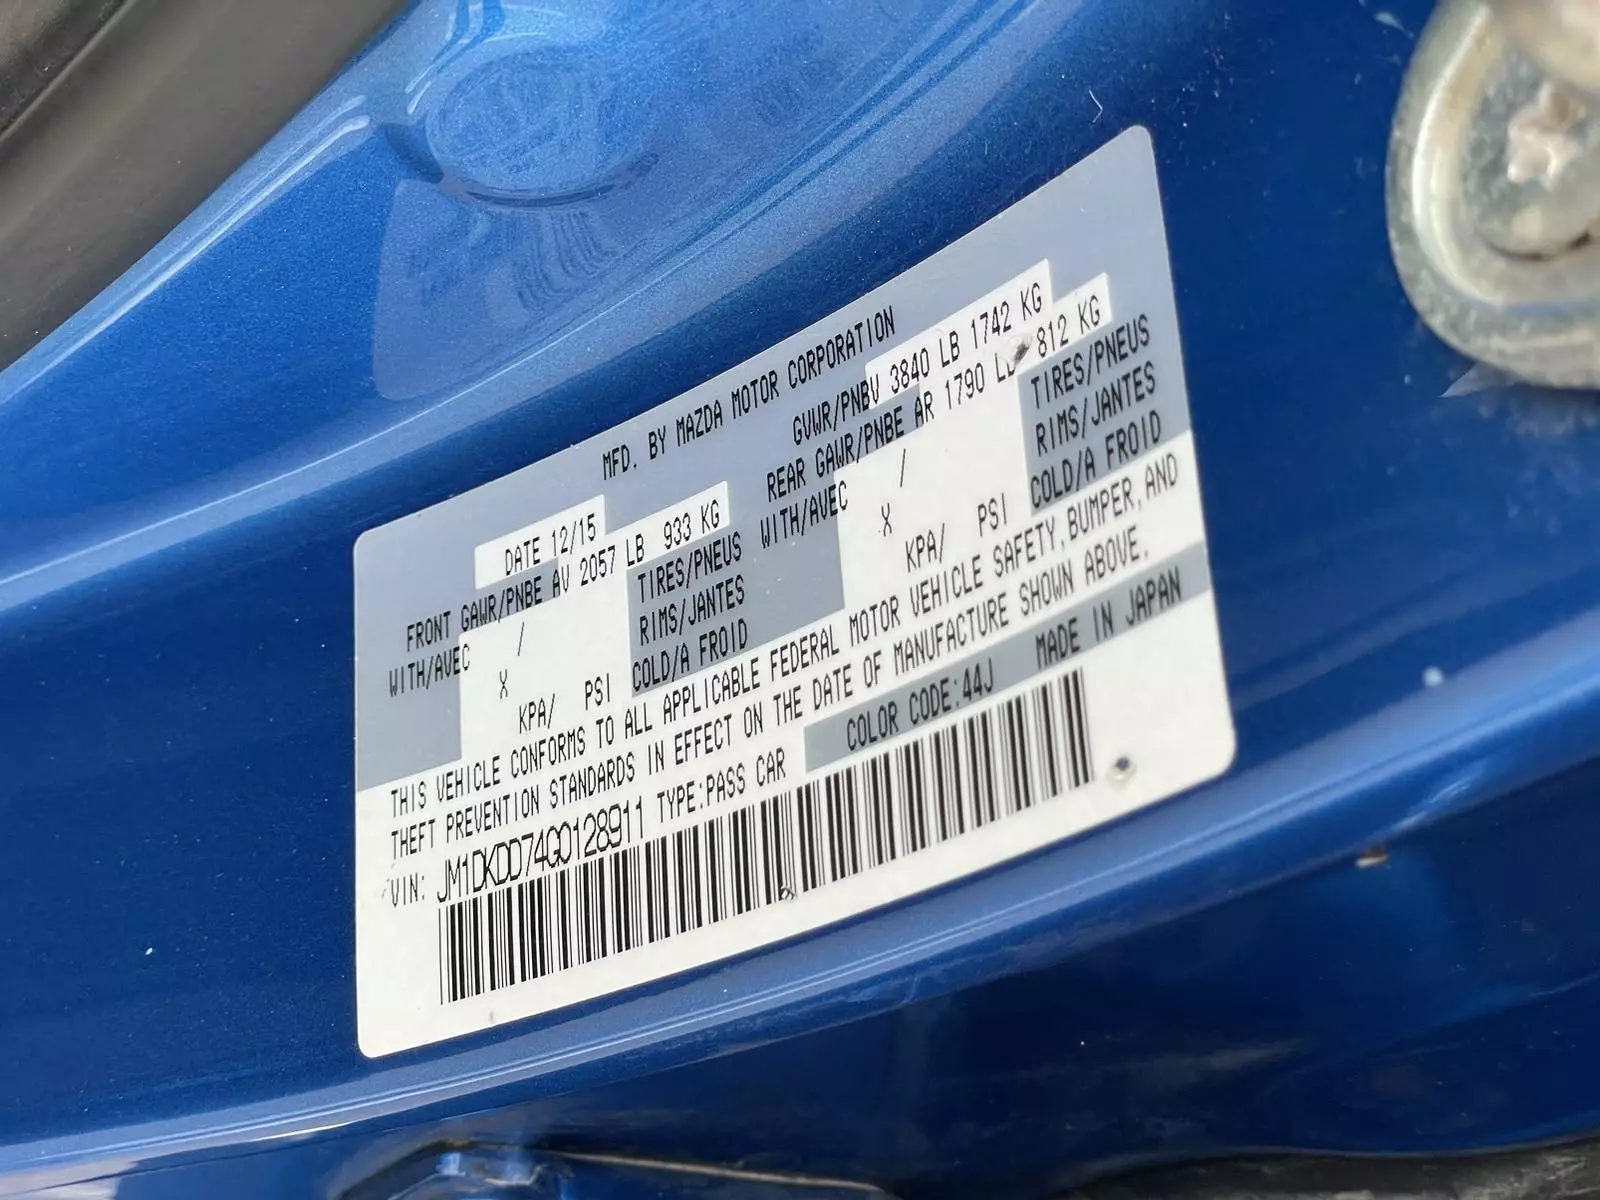 MFD. BY MAZDA MOTOR CORPORATION
DATE 12/15
GVWR/PNBV 3840 LB 1742 KG
FRONT GAWR/PNBE AV 2057 LB 933 KG
REAR GAWR/PNBE AR 1790 LB 812 KG
WITH/AVEC / TIRES/PNEUS
X RIMS/JANTES
KPA/ PSI COLD/A FROID
WITH/AVEC / TIRES/PNEUS
X RIMS/JANTES
KPA/ PSI COLD/A FROID
THIS VEHICLE CONFORMS TO ALL APPLICABLE FEDERAL MOTOR VEHICLE SAFETY, BUMPER, AND
THEFT PREVENTION STANDARDS IN EFFECT ON THE DATE OF MANUFACTURE SHOWN ABOVE.
VIN: JM1DKDD74G0128911 TYPE:PASS CAR COLOR CODE:44J MADE IN JAPAN